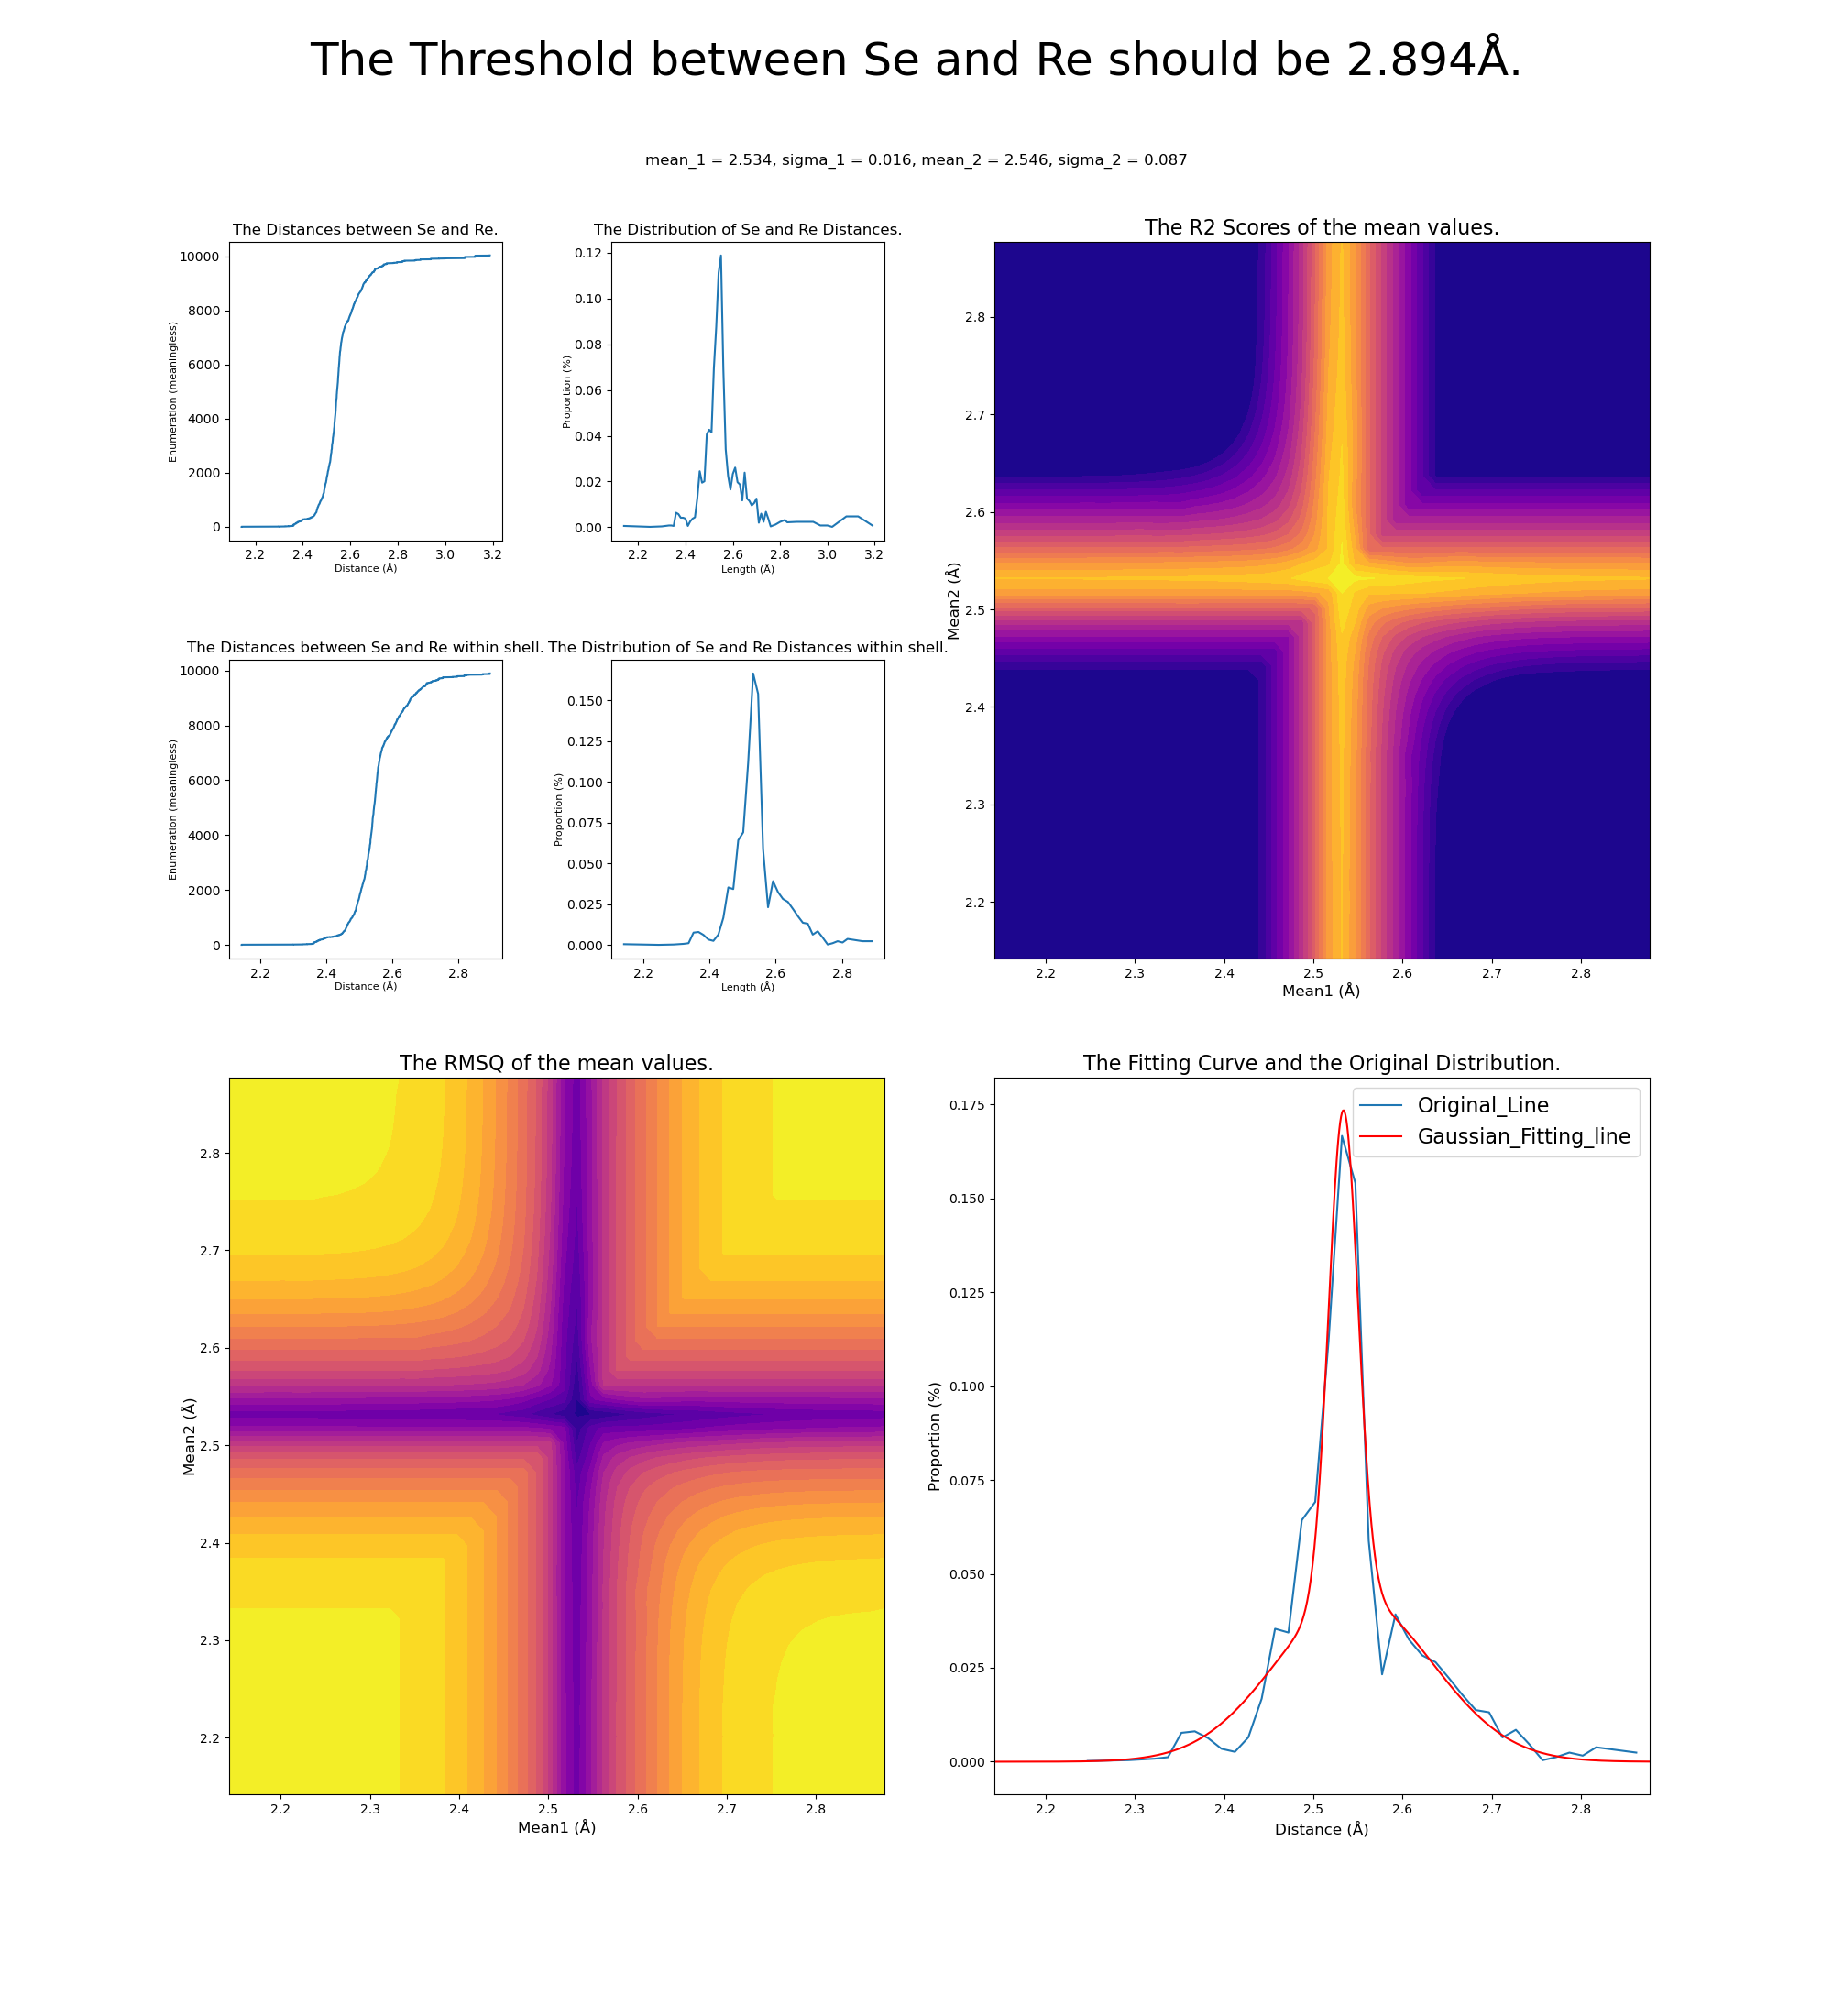 The Threshold between Se and Re should be 2.894Å.
mean_1 = 2.534, sigma_1 = 0.016, mean_2 = 2.546, sigma_2 = 0.087
The Distances between Se and Re.
10000
8000
6000
4000
2000
0
Enumeration (meaningless)
2.2 2.4 2.6 2.8 3.0 3.2
Distance (Å)
The Distribution of Se and Re Distances.
0.12
0.10
0.08
0.06
0.04
0.02
0.00
Proportion (%)
2.2 2.4 2.6 2.8 3.0 3.2
Length (Å)
The R2 Scores of the mean values.
2.8
2.7
2.6
2.5
2.4
2.3
2.2
Mean2 (Å)
2.2 2.3 2.4 2.5 2.6 2.7 2.8
Mean1 (Å)
The Distances between Se and Re within shell.
10000
8000
6000
4000
2000
0
Enumeration (meaningless)
2.2 2.4 2.6 2.8
Distance (Å)
The Distribution of Se and Re Distances within shell.
0.150
0.125
0.100
0.075
0.050
0.025
0.000
Proportion (%)
2.2 2.4 2.6 2.8
Length (Å)
The RMSQ of the mean values.
2.8
2.7
2.6
2.5
2.4
2.3
2.2
Mean2 (Å)
2.2 2.3 2.4 2.5 2.6 2.7 2.8
Mean1 (Å)
The Fitting Curve and the Original Distribution.
Original_Line
Gaussian_Fitting_line
0.175
0.150
0.125
0.100
0.075
0.050
0.025
0.000
Proportion (%)
2.2 2.3 2.4 2.5 2.6 2.7 2.8
Distance (Å)